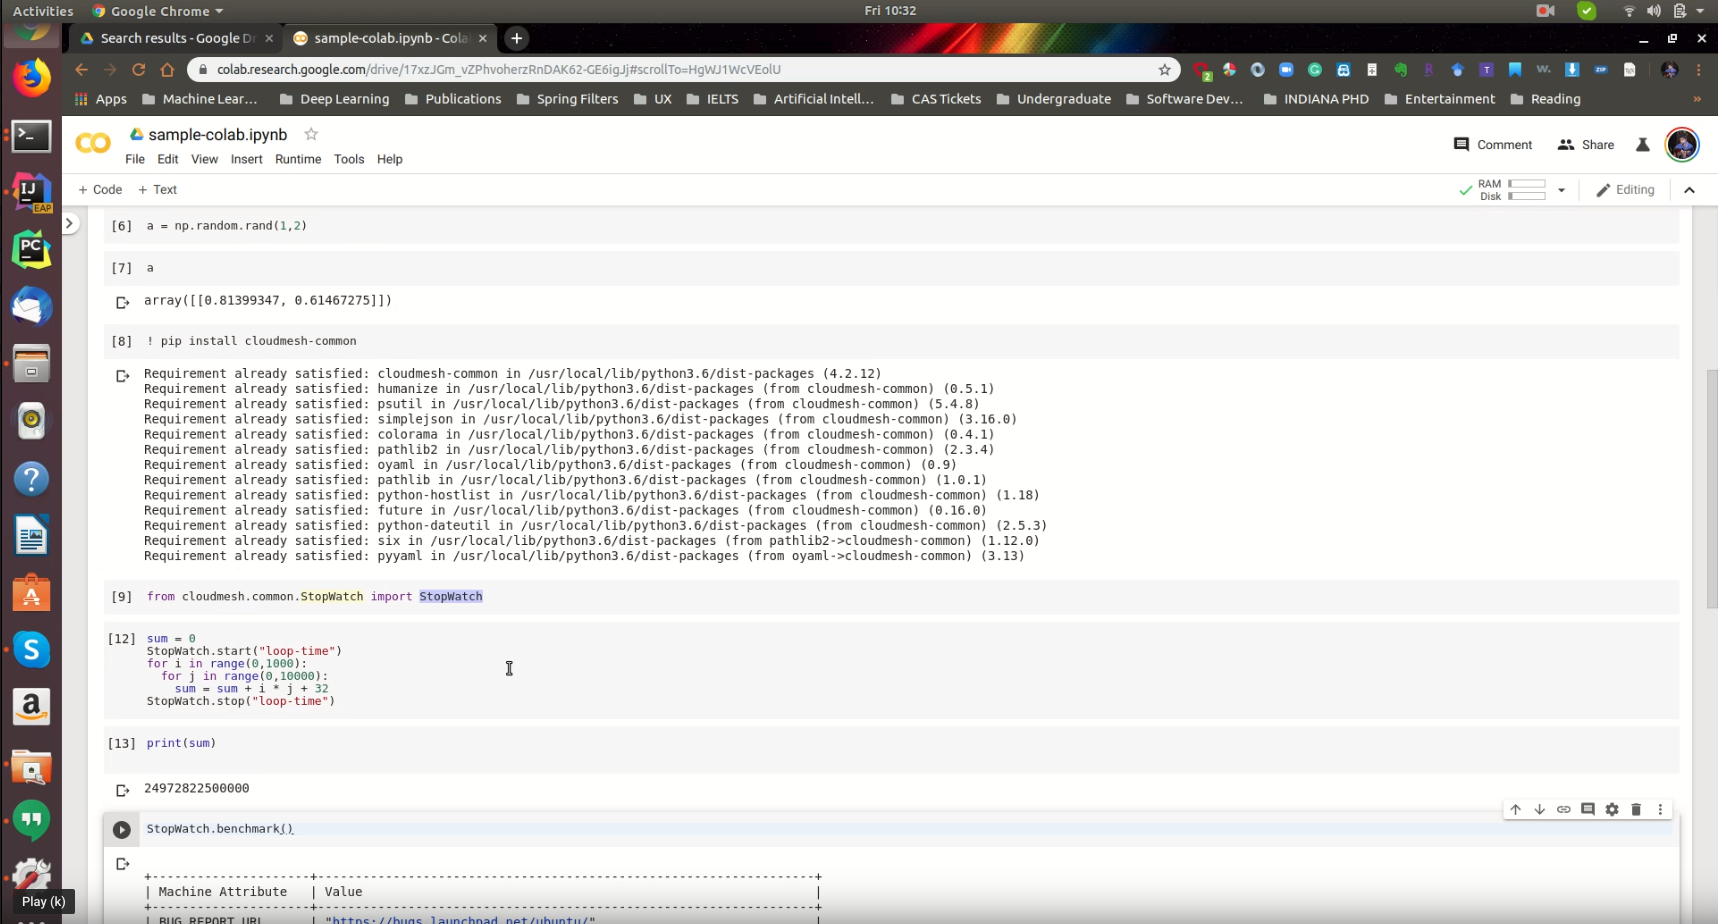 Activities Google Chrome Fri 10:32
Search results - Google Dr sample-colab.ipynb - Cola
colab.research.google.com/drive/17xzJGm_vZPhvoherzRnDAK62-GE6igJj#scrollTo=HgWJ1WcVEolU
Apps Machine Lear... Deep Learning Publications Spring Filters UX IELTS Artificial Intell... CAS Tickets Undergraduate Software Dev... INDIANA PHD Entertainment Reading »
sample-colab.ipynb
Comment Share
File Edit View Insert Runtime Tools Help
+ Code + Text RAM Disk Editing
[6] a = np.random.rand(1,2)
[7] a
array([[0.81399347, 0.61467275]])
[8] ! pip install cloudmesh-common
Requirement already satisfied: cloudmesh-common in /usr/local/lib/python3.6/dist-packages (4.2.12)
Requirement already satisfied: humanize in /usr/local/lib/python3.6/dist-packages (from cloudmesh-common) (0.5.1)
Requirement already satisfied: psutil in /usr/local/lib/python3.6/dist-packages (from cloudmesh-common) (5.4.8)
Requirement already satisfied: simplejson in /usr/local/lib/python3.6/dist-packages (from cloudmesh-common) (3.16.0)
Requirement already satisfied: colorama in /usr/local/lib/python3.6/dist-packages (from cloudmesh-common) (0.4.1)
Requirement already satisfied: pathlib2 in /usr/local/lib/python3.6/dist-packages (from cloudmesh-common) (2.3.4)
Requirement already satisfied: oyaml in /usr/local/lib/python3.6/dist-packages (from cloudmesh-common) (0.9)
Requirement already satisfied: pathlib in /usr/local/lib/python3.6/dist-packages (from cloudmesh-common) (1.0.1)
Requirement already satisfied: python-hostlist in /usr/local/lib/python3.6/dist-packages (from cloudmesh-common) (1.18)
Requirement already satisfied: future in /usr/local/lib/python3.6/dist-packages (from cloudmesh-common) (0.16.0)
Requirement already satisfied: python-dateutil in /usr/local/lib/python3.6/dist-packages (from cloudmesh-common) (2.5.3)
Requirement already satisfied: six in /usr/local/lib/python3.6/dist-packages (from pathlib2->cloudmesh-common) (1.12.0)
Requirement already satisfied: pyyaml in /usr/local/lib/python3.6/dist-packages (from oyaml->cloudmesh-common) (3.13)
[9] from cloudmesh.common.StopWatch import StopWatch
[12] sum = 0
StopWatch.start("loop-time")
for i in range(0,1000):
for j in range(0,10000):
sum = sum + i * j + 32
StopWatch.stop("loop-time")
[13] print(sum)
24972822500000
StopWatch.benchmark()
+---------------------+---------------------------------------------------------------+
| Machine Attribute | Value |
+---------------------+---------------------------------------------------------------+
| BUG_REPORT_URL | "https://bugs.launchpad.net/ubuntu/"
Play (k)